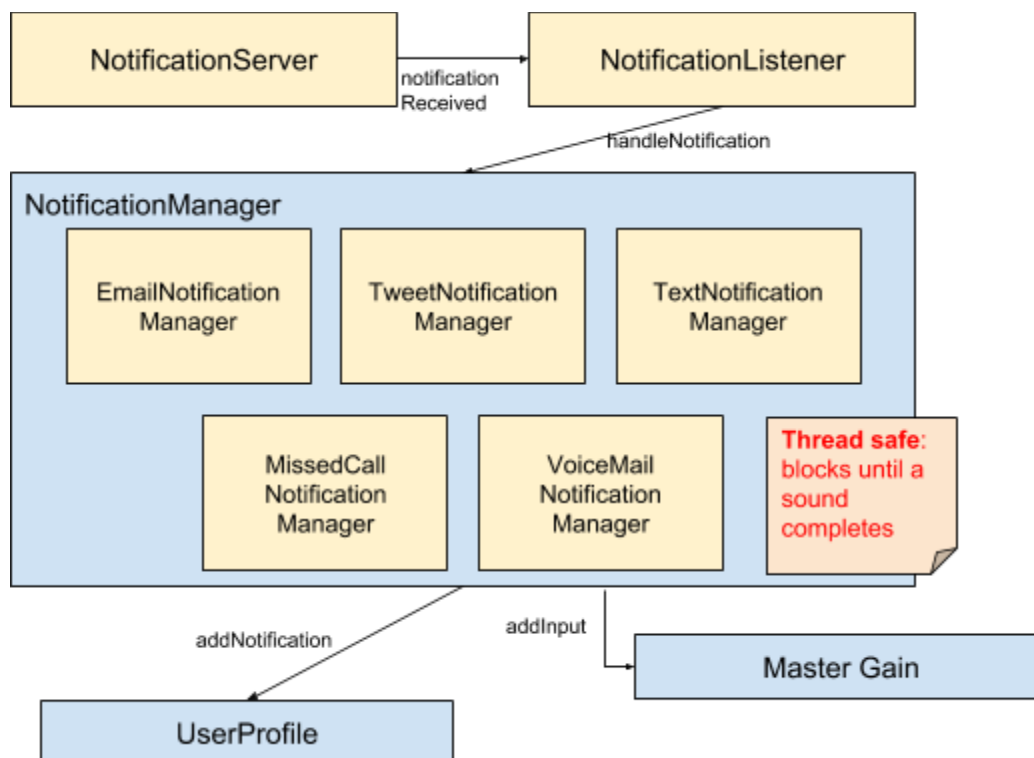 NotificationServer
NotificationListener
notification
Received
handleNotification
NotificationManager
EmailNotification
Manager
TweetNotification
Manager
TextNotification
Manager
MissedCall
Notification
Manager
VoiceMail
Notification
Manager
Thread safe:
blocks until a
sound
completes
addNotification
addInput
Master Gain
UserProfile